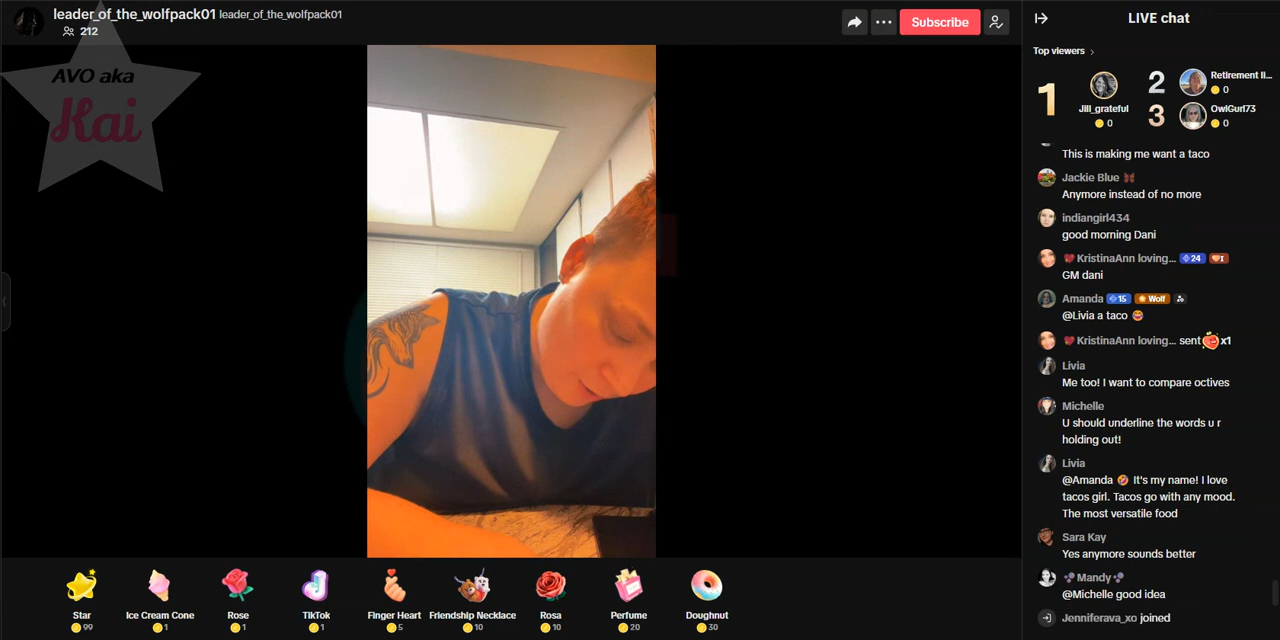 leader_of_the_wolfpack01 leader_of_the_wolfpack01
212
Subscribe
AVO aka
Kai
LIVE chat
Top viewers
1
Jill_grateful
0
2
Retirement li...
0
3
OwlGurl73
0
This is making me want a taco
Jackie Blue
Anymore instead of no more
indiangirl434
good morning Dani
KristinaAnn loving... 24 I
GM dani
Amanda 15 Wolf
@Livia a taco
KristinaAnn loving... sent x1
Livia
Me too! I want to compare octives
Michelle
U should underline the words u r
holding out!
Livia
@Amanda It's my name! I love
tacos girl. Tacos go with any mood.
The most versatile food
Sara Kay
Yes anymore sounds better
Mandy
@Michelle good idea
Jenniferava_xo joined
Star
99
Ice Cream Cone
1
Rose
1
TikTok
1
Finger Heart
5
Friendship Necklace
10
Rosa
10
Perfume
20
Doughnut
30